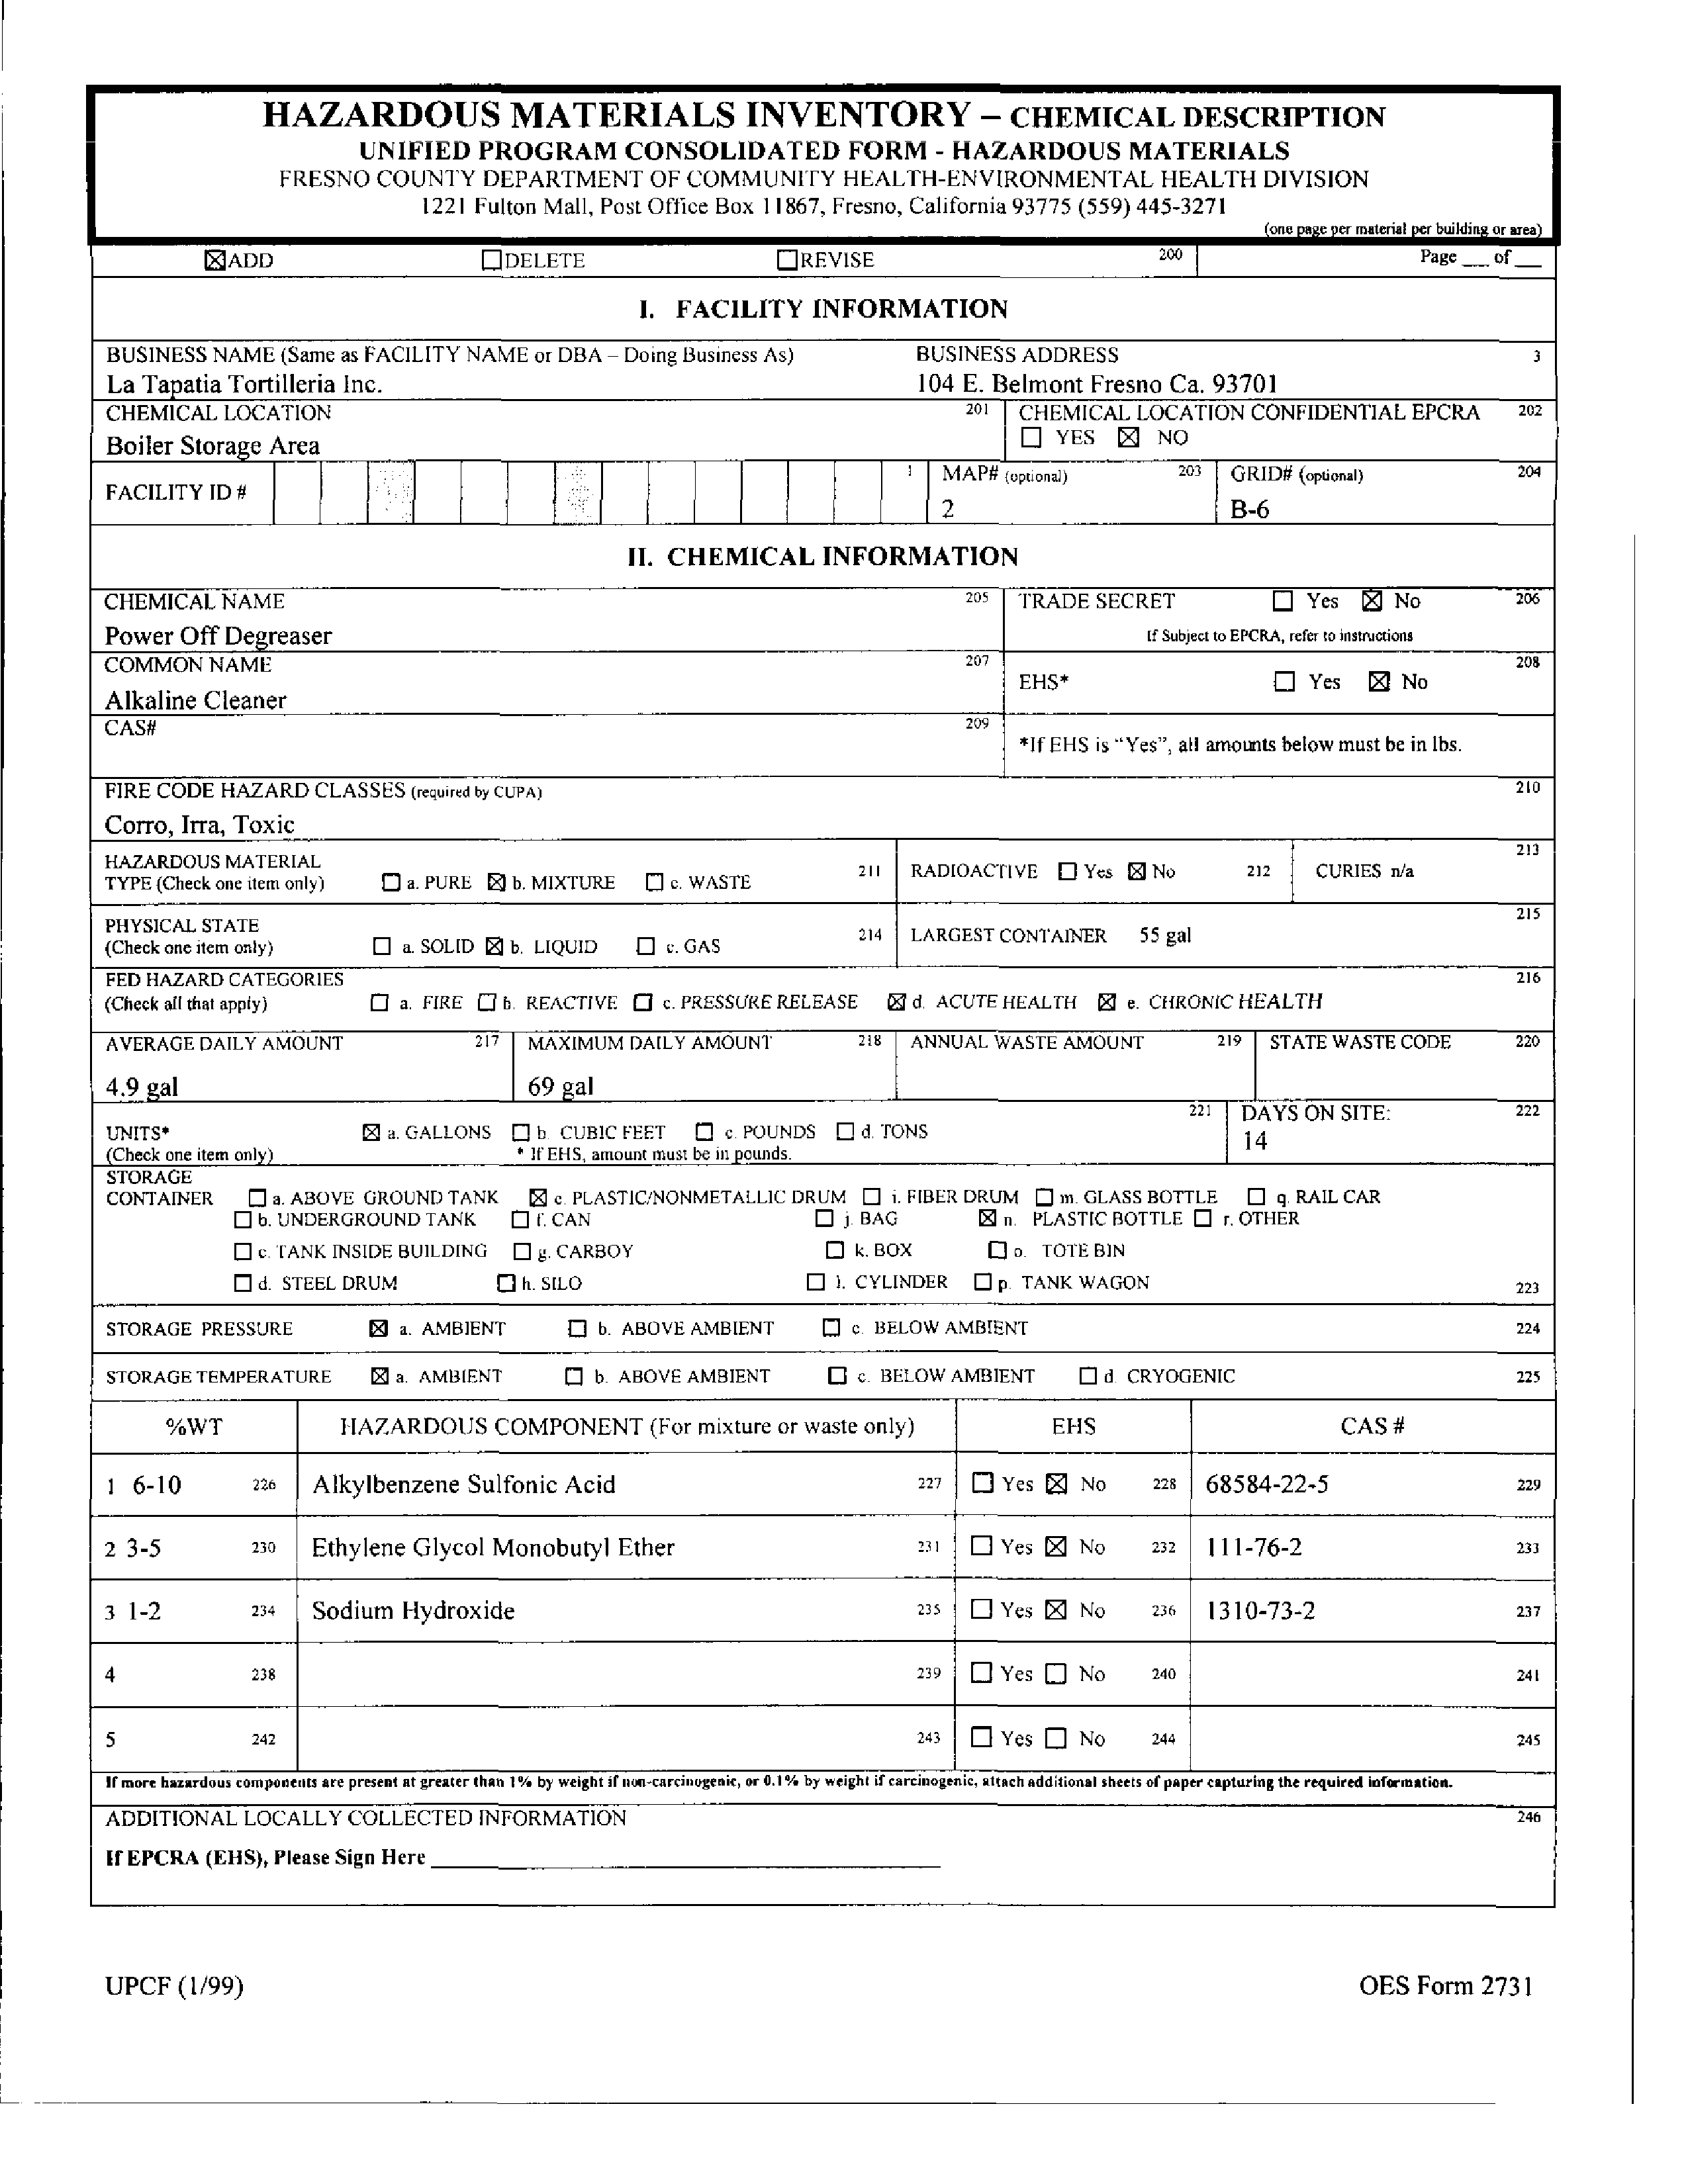 HAZARDOUS MATERIALS INVENTORY – CHEMICAL DESCRIPTION
UNIFIED PROGRAM CONSOLIDATED FORM - HAZARDOUS MATERIALS
FRESNO COUNTY DEPARTMENT OF COMMUNITY HEALTH-ENVIRONMENTAL HEALTH DIVISION
1221 Fulton Mall, Post Office Box 11867, Fresno, California 93775 (559) 445-3271
(one page per material per building or area)
☒ADD ☐DELETE ☐REVISE 200 Page __ of __
I. FACILITY INFORMATION
BUSINESS NAME (Same as FACILITY NAME or DBA – Doing Business As) BUSINESS ADDRESS 3
La Tapatia Tortilleria Inc. 104 E. Belmont Fresno Ca. 93701
CHEMICAL LOCATION 201 CHEMICAL LOCATION CONFIDENTIAL EPCRA 202
Boiler Storage Area ☐ YES ☒ NO
FACILITY ID # 1 MAP# (optional) 203 GRID# (optional) 204
2 B-6
II. CHEMICAL INFORMATION
CHEMICAL NAME 205 TRADE SECRET ☐ Yes ☒ No 206
Power Off Degreaser If Subject to EPCRA, refer to instructions
COMMON NAME 207 208
Alkaline Cleaner EHS* ☐ Yes ☒ No
CAS# 209
*If EHS is "Yes", all amounts below must be in lbs.
FIRE CODE HAZARD CLASSES (required by CUPA) 210
Corro, Irra, Toxic
HAZARDOUS MATERIAL 213
TYPE (Check one item only) ☐ a. PURE ☒ b. MIXTURE ☐ c. WASTE 211 RADIOACTIVE ☐ Yes ☒ No 212 CURIES n/a
PHYSICAL STATE 215
(Check one item only) ☐ a. SOLID ☒ b. LIQUID ☐ c. GAS 214 LARGEST CONTAINER 55 gal
FED HAZARD CATEGORIES 216
(Check all that apply) ☐ a. FIRE ☐ b. REACTIVE ☐ c. PRESSURE RELEASE ☒ d. ACUTE HEALTH ☒ e. CHRONIC HEALTH
AVERAGE DAILY AMOUNT 217 MAXIMUM DAILY AMOUNT 218 ANNUAL WASTE AMOUNT 219 STATE WASTE CODE 220
4.9 gal 69 gal
221 DAYS ON SITE: 222
UNITS* ☒ a. GALLONS ☐ b. CUBIC FEET ☐ c. POUNDS ☐ d. TONS 14
(Check one item only) * If EHS, amount must be in pounds.
STORAGE
CONTAINER ☐ a. ABOVE GROUND TANK ☒ e. PLASTIC/NONMETALLIC DRUM ☐ i. FIBER DRUM ☐ m. GLASS BOTTLE ☐ q. RAIL CAR
☐ b. UNDERGROUND TANK ☐ f. CAN ☐ j. BAG ☒ n. PLASTIC BOTTLE ☐ r. OTHER
☐ c. TANK INSIDE BUILDING ☐ g. CARBOY ☐ k. BOX ☐ o. TOTE BIN
☐ d. STEEL DRUM ☐ h. SILO ☐ l. CYLINDER ☐ p. TANK WAGON 223
STORAGE PRESSURE ☒ a. AMBIENT ☐ b. ABOVE AMBIENT ☐ c. BELOW AMBIENT 224
STORAGE TEMPERATURE ☒ a. AMBIENT ☐ b. ABOVE AMBIENT ☐ c. BELOW AMBIENT ☐ d. CRYOGENIC 225
%WT HAZARDOUS COMPONENT (For mixture or waste only) EHS CAS #
1 6-10 226 Alkylbenzene Sulfonic Acid 227 ☐ Yes ☒ No 228 68584-22-5 229
2 3-5 230 Ethylene Glycol Monobutyl Ether 231 ☐ Yes ☒ No 232 111-76-2 233
3 1-2 234 Sodium Hydroxide 235 ☐ Yes ☒ No 236 1310-73-2 237
4 238 239 ☐ Yes ☐ No 240 241
5 242 243 ☐ Yes ☐ No 244 245
If more hazardous components are present at greater than 1% by weight if non-carcinogenic, or 0.1% by weight if carcinogenic, attach additional sheets of paper capturing the required information.
ADDITIONAL LOCALLY COLLECTED INFORMATION 246
If EPCRA (EHS), Please Sign Here ____________________
UPCF (1/99) OES Form 2731